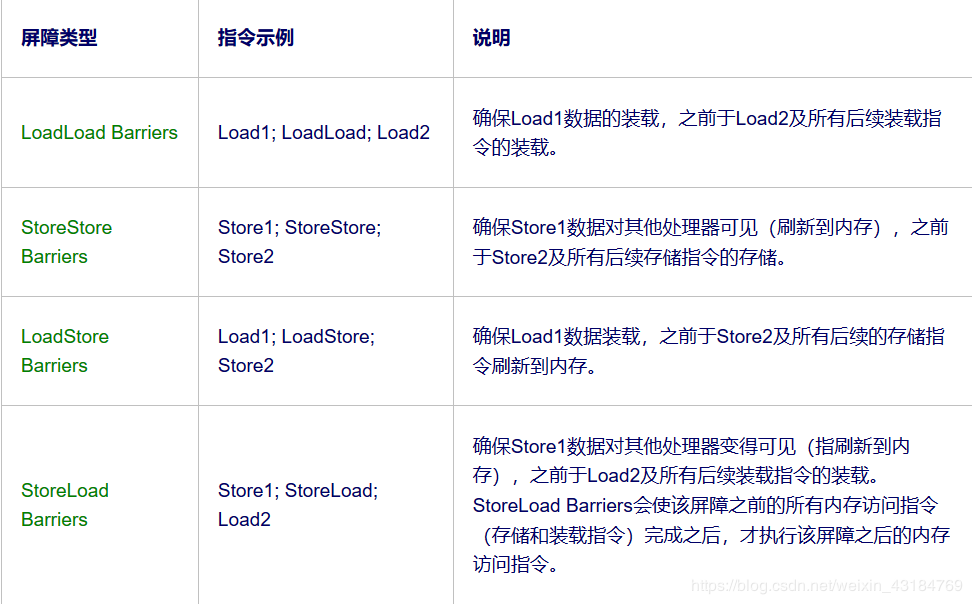 屏障类型
指令示例
说明
LoadLoad Barriers
Load1; LoadLoad; Load2
确保Load1数据的装载，之前于Load2及所有后续装载指
令的装载。
StoreStore
Barriers
Store1; StoreStore;
Store2
确保Store1数据对其他处理器可见（刷新到内存），之前
于Store2及所有后续存储指令的存储。
LoadStore
Barriers
Load1; LoadStore;
Store2
确保Load1数据装载，之前于Store2及所有后续的存储指
令刷新到内存。
StoreLoad
Barriers
Store1; StoreLoad;
Load2
确保Store1数据对其他处理器变得可见（指刷新到内
存），之前于Load2及所有后续装载指令的装载。
StoreLoad Barriers会使该屏障之前的所有内存访问指令
（存储和装载指令）完成之后，才执行该屏障之后的内存
访问指令。
https://blog.csdn.net/weixin_43184769